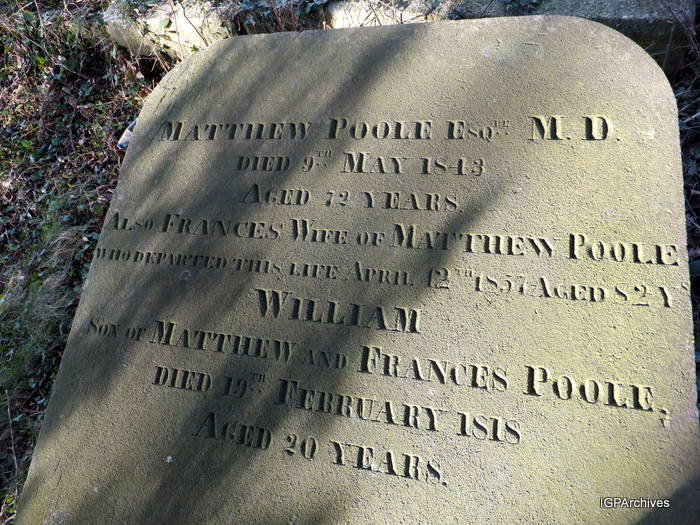 MATTHEW POOLE ESQRE M.D.
DIED 9TH MAY 1843
AGED 72 YEARS.
ALSO FRANCES WIFE OF MATTHEW POOLE
WHO DEPARTED THIS LIFE APRIL 12TH 1857 AGED 82 YS
WILLIAM
SON OF MATTHEW AND FRANCES POOLE,
DIED 19TH FEBRUARY 1818
AGED 20 YEARS.
IGPArchives